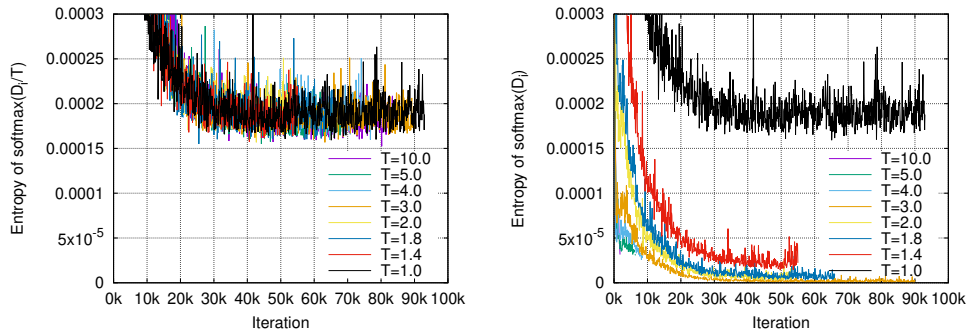 Entropy of softmax(D_i/T)
0.0003
0.00025
0.0002
0.00015
0.0001
5x10^-5
0
0k 10k 20k 30k 40k 50k 60k 70k 80k 90k 100k
Iteration
T=10.0
T=5.0
T=4.0
T=3.0
T=2.0
T=1.8
T=1.4
T=1.0
Entropy of softmax(D_i)
0.0003
0.00025
0.0002
0.00015
0.0001
5x10^-5
0
0k 10k 20k 30k 40k 50k 60k 70k 80k 90k 100k
Iteration
T=10.0
T=5.0
T=4.0
T=3.0
T=2.0
T=1.8
T=1.4
T=1.0